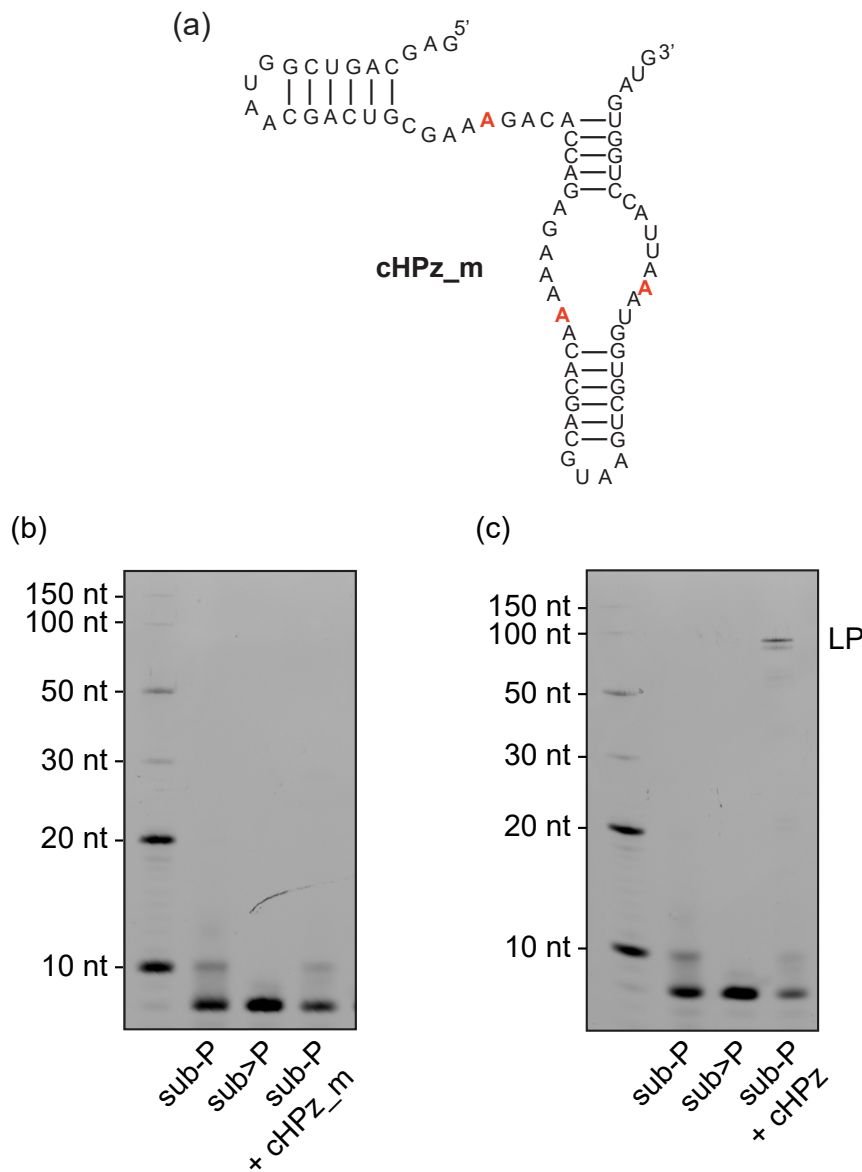 (a)
5'
GAGCAGUCGGUAACGACUGCGAAAGACACCAGAGAAAAACACGACGUAAGUCGUGGUAAAUUACCUGGUGAUG
3'
cHPz_m
(b)
150 nt
100 nt
50 nt
30 nt
20 nt
10 nt
sub-P
sub>P
sub-P
+ cHPz_m
(c)
150 nt
100 nt
50 nt
30 nt
20 nt
10 nt
LP
sub-P
sub>P
sub-P
+ cHPz